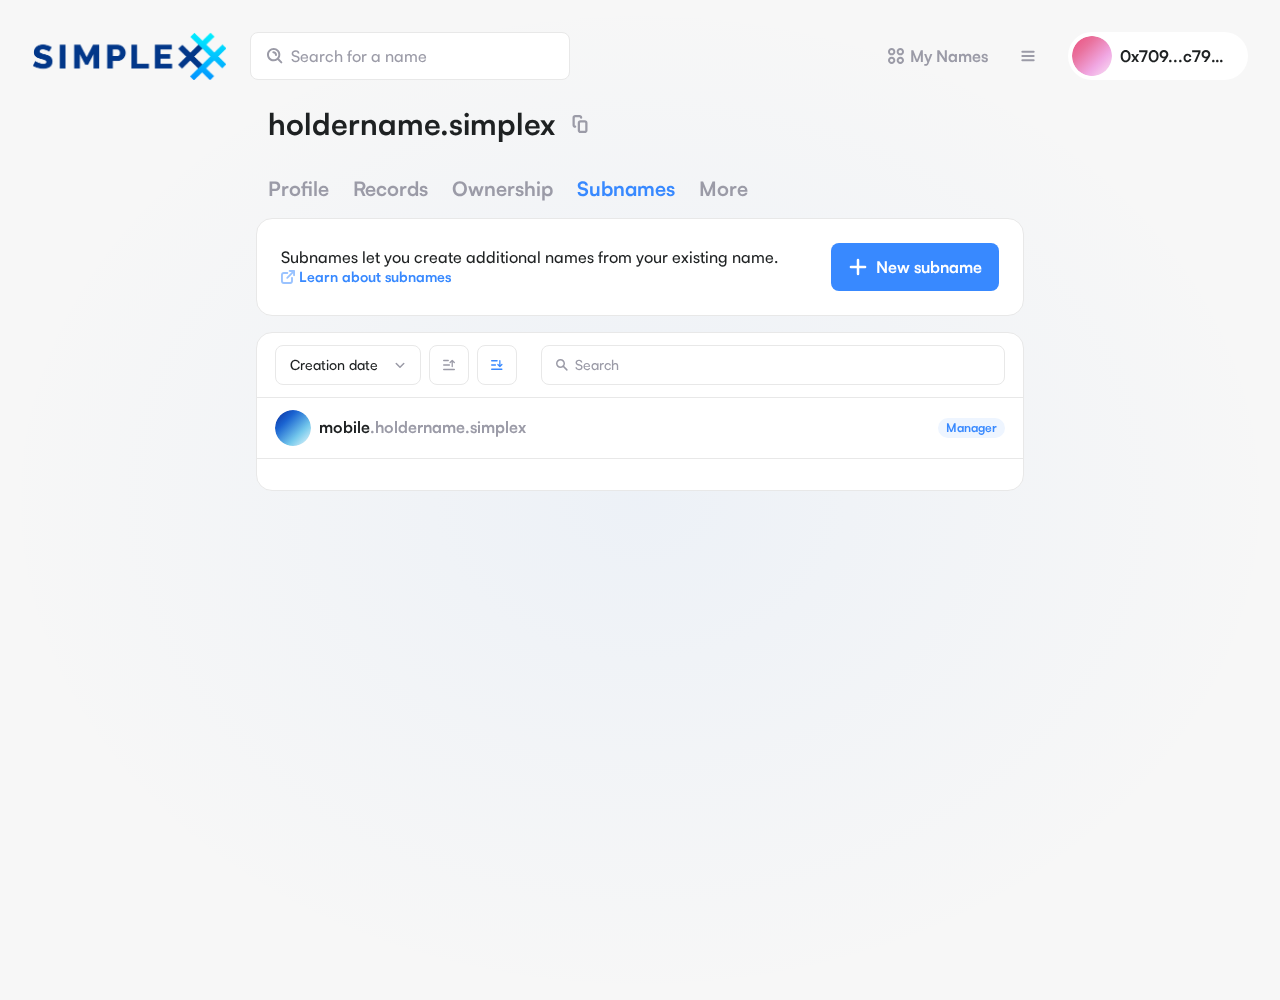 SIMPLEX
Search for a name
My Names
0x709...c79...
holdername.simplex
Profile Records Ownership Subnames More
Subnames let you create additional names from your existing name.
Learn about subnames
New subname
Creation date
Search
mobile.holdername.simplex
Manager